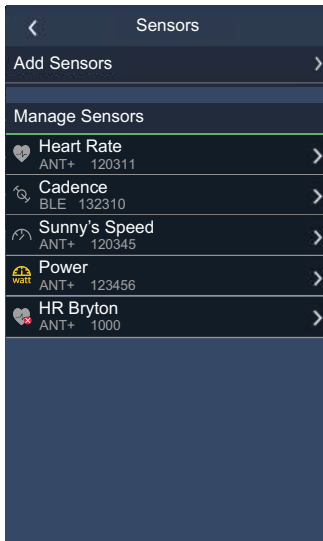 Sensors
Add Sensors
Manage Sensors
Heart Rate
ANT+ 120311
Cadence
BLE 132310
Sunny's Speed
ANT+ 120345
Power
watt
ANT+ 123456
HR Bryton
ANT+ 1000